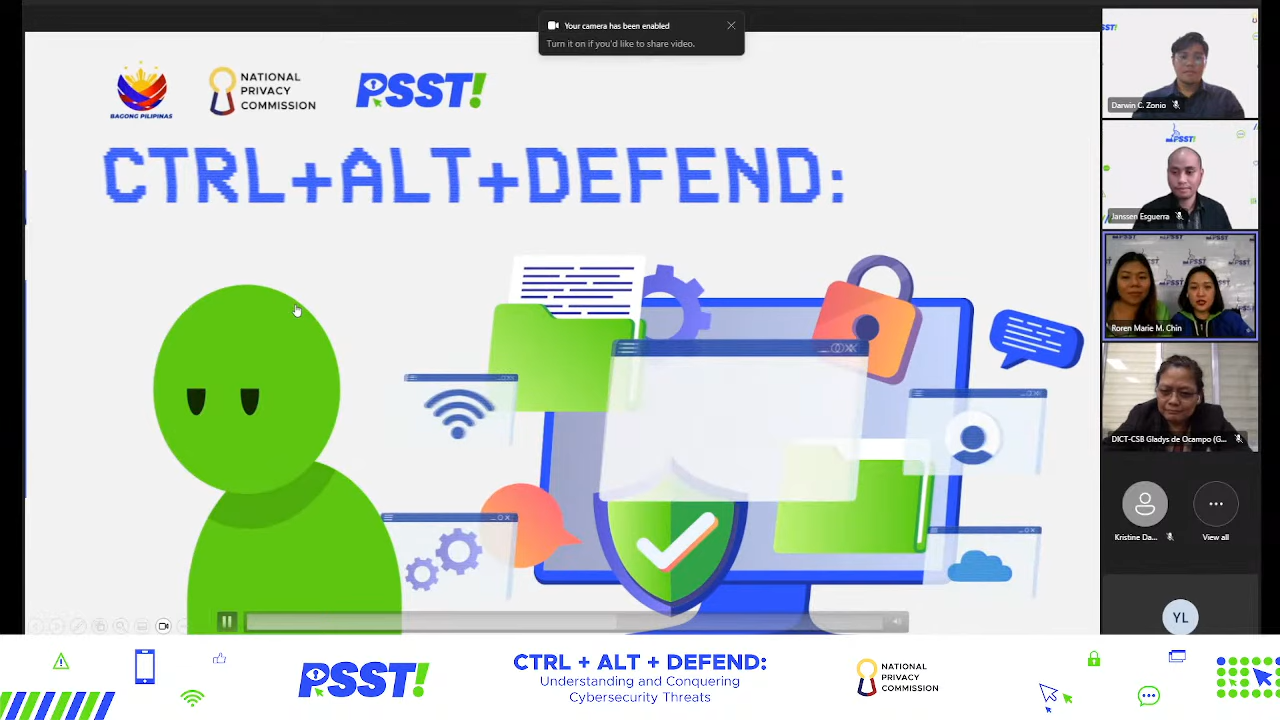 Your camera has been enabled
Turn it on if you'd like to share video.
BAGONG PILIPINAS
NATIONAL
PRIVACY
COMMISSION
PSST!
CTRL+ALT+DEFEND:
Darwin C. Zonio
PSST!
Janssen Esguerra
Roren Marie M. Chin
DICT-CSB Gladys de Ocampo (G...
Kristine Da...
View all
YL
PSST!
CTRL + ALT + DEFEND:
Understanding and Conquering
Cybersecurity Threats
NATIONAL
PRIVACY
COMMISSION